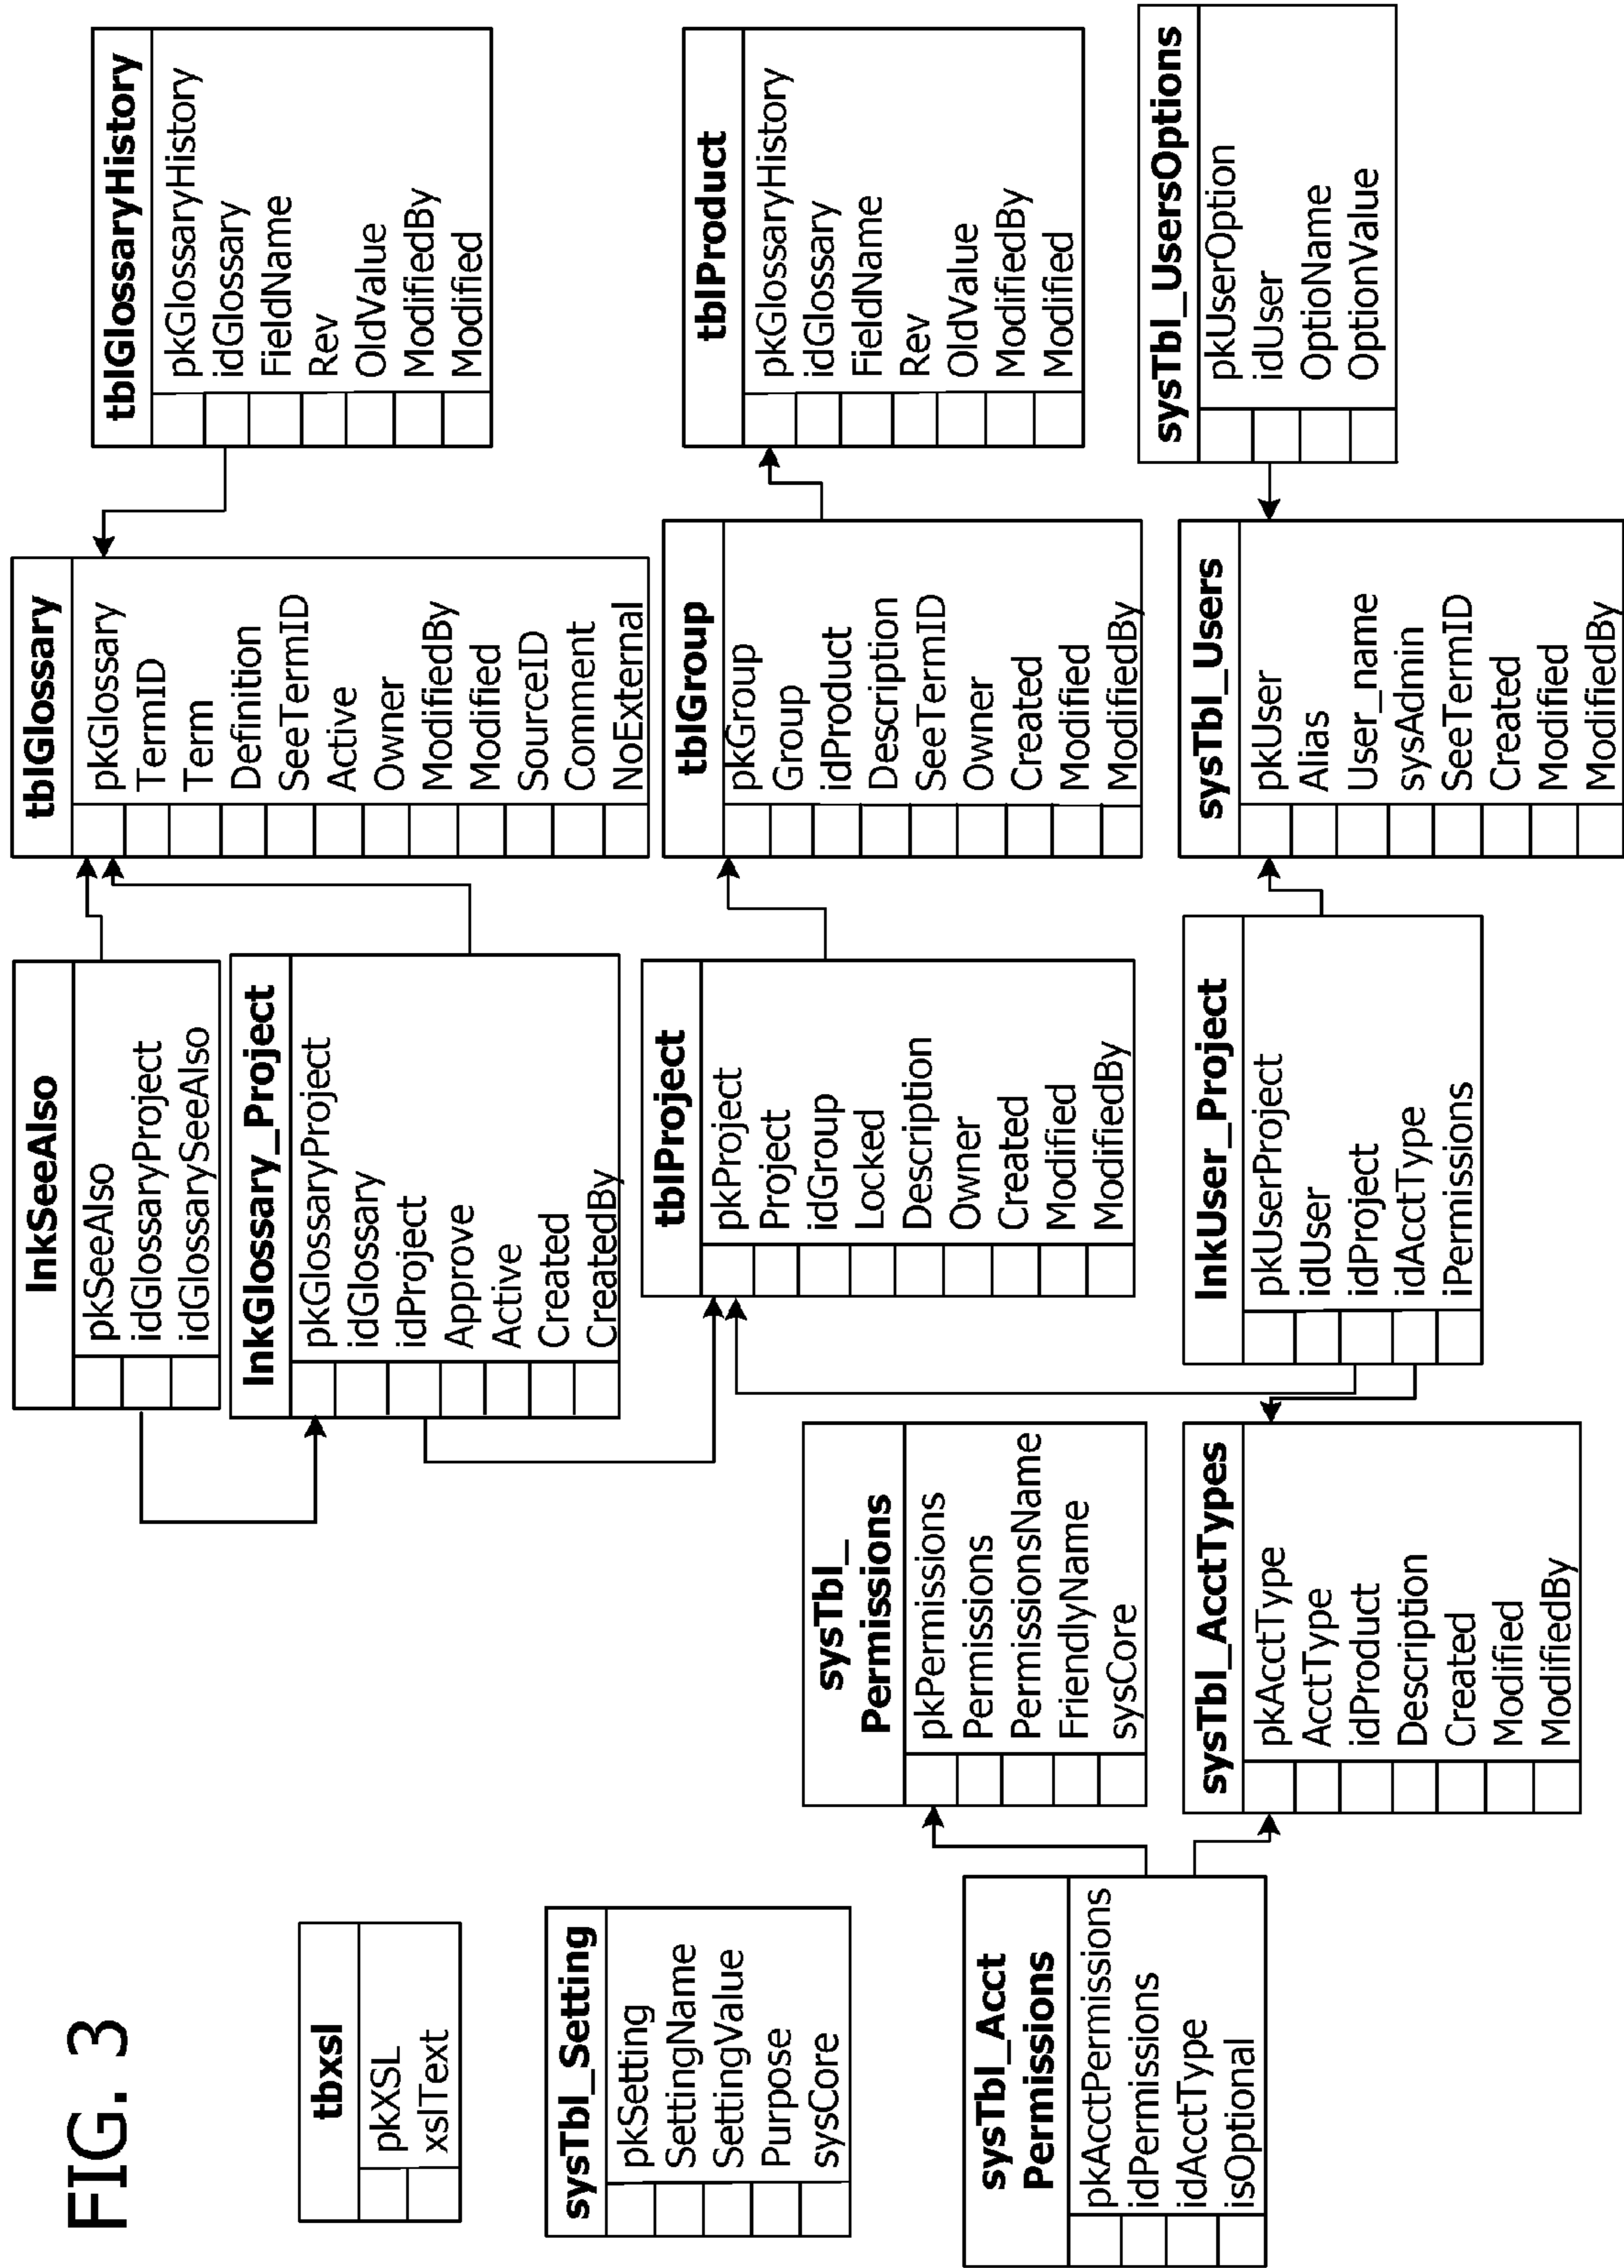 FIG. 3
tbxsl
pkXSL
xslText
sysTbl_Setting
pkSetting
SettingName
SettingValue
Purpose
sysCore
sysTbl_Acct
Permissions
pkAcctPermissions
idPermissions
idAcctType
isOptional
sysTbl_
Permissions
pkPermissions
Permissions
PermissionsName
FriendlyName
sysCore
sysTbl_AcctTypes
pkAcctType
AcctType
idProduct
Description
Created
Modified
ModifiedBy
lnkSeeAlso
pkSeeAlso
idGlossaryProject
idGlossarySeeAlso
lnkGlossary_Project
pkGlossaryProject
idGlossary
idProject
Approve
Active
Created
CreatedBy
tblProject
pkProject
Project
idGroup
Locked
Description
Owner
Created
Modified
ModifiedBy
lnkUser_Project
pkUserProject
idUser
idProject
idAcctType
iPermissions
tblGlossary
pkGlossary
TermID
Term
Definition
SeeTermID
Active
Owner
ModifiedBy
Modified
SourceID
Comment
NoExternal
tblGroup
pkGroup
Group
idProduct
Description
SeeTermID
Owner
Created
Modified
ModifiedBy
sysTbl_Users
pkUser
Alias
User_name
sysAdmin
SeeTermID
Created
Modified
ModifiedBy
tblGlossaryHistory
pkGlossaryHistory
idGlossary
FieldName
Rev
OldValue
ModifiedBy
Modified
tblProduct
pkGlossaryHistory
idGlossary
FieldName
Rev
OldValue
ModifiedBy
Modified
sysTbl_UsersOptions
pkUserOption
idUser
OptioName
OptionValue